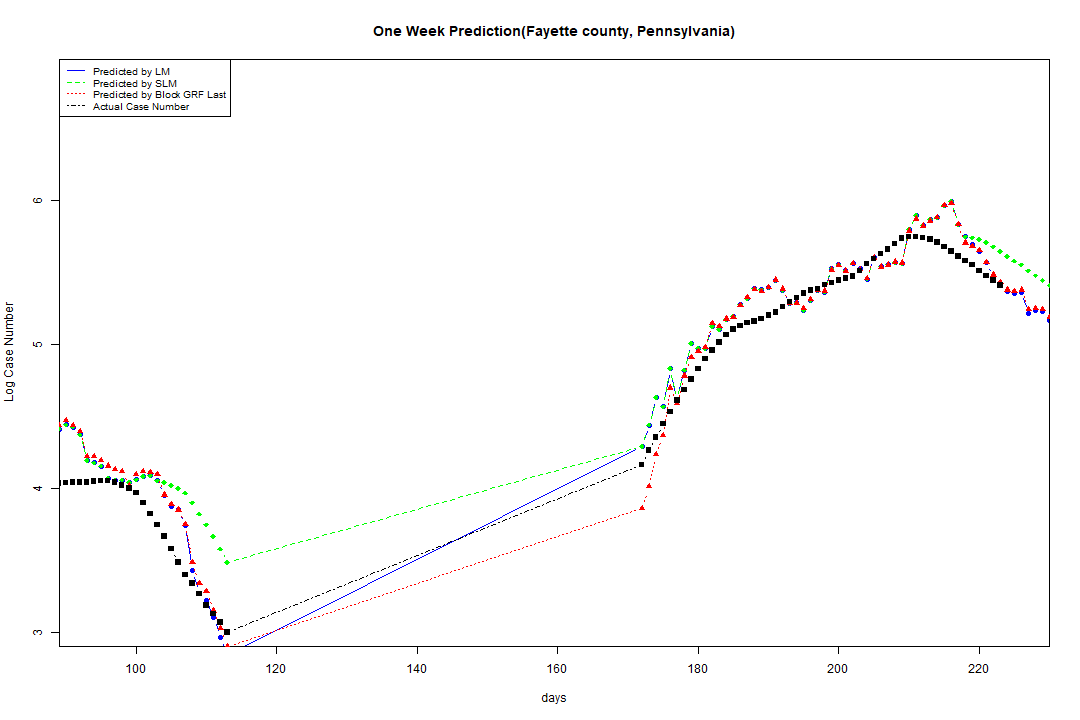 One Week Prediction(Fayette county, Pennsylvania)
Predicted by LM
Predicted by SLM
Predicted by Block GRF Last
Actual Case Number
6
5
4
3
Log Case Number
100 120 140 160 180 200 220
days